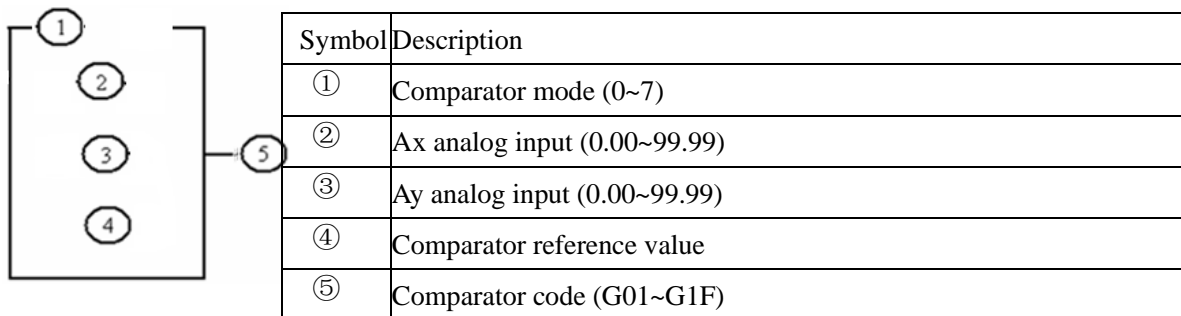 1
2
3
4
5
Symbol Description
① Comparator mode (0~7)
② Ax analog input (0.00~99.99)
③ Ay analog input (0.00~99.99)
④ Comparator reference value
⑤ Comparator code (G01~G1F)